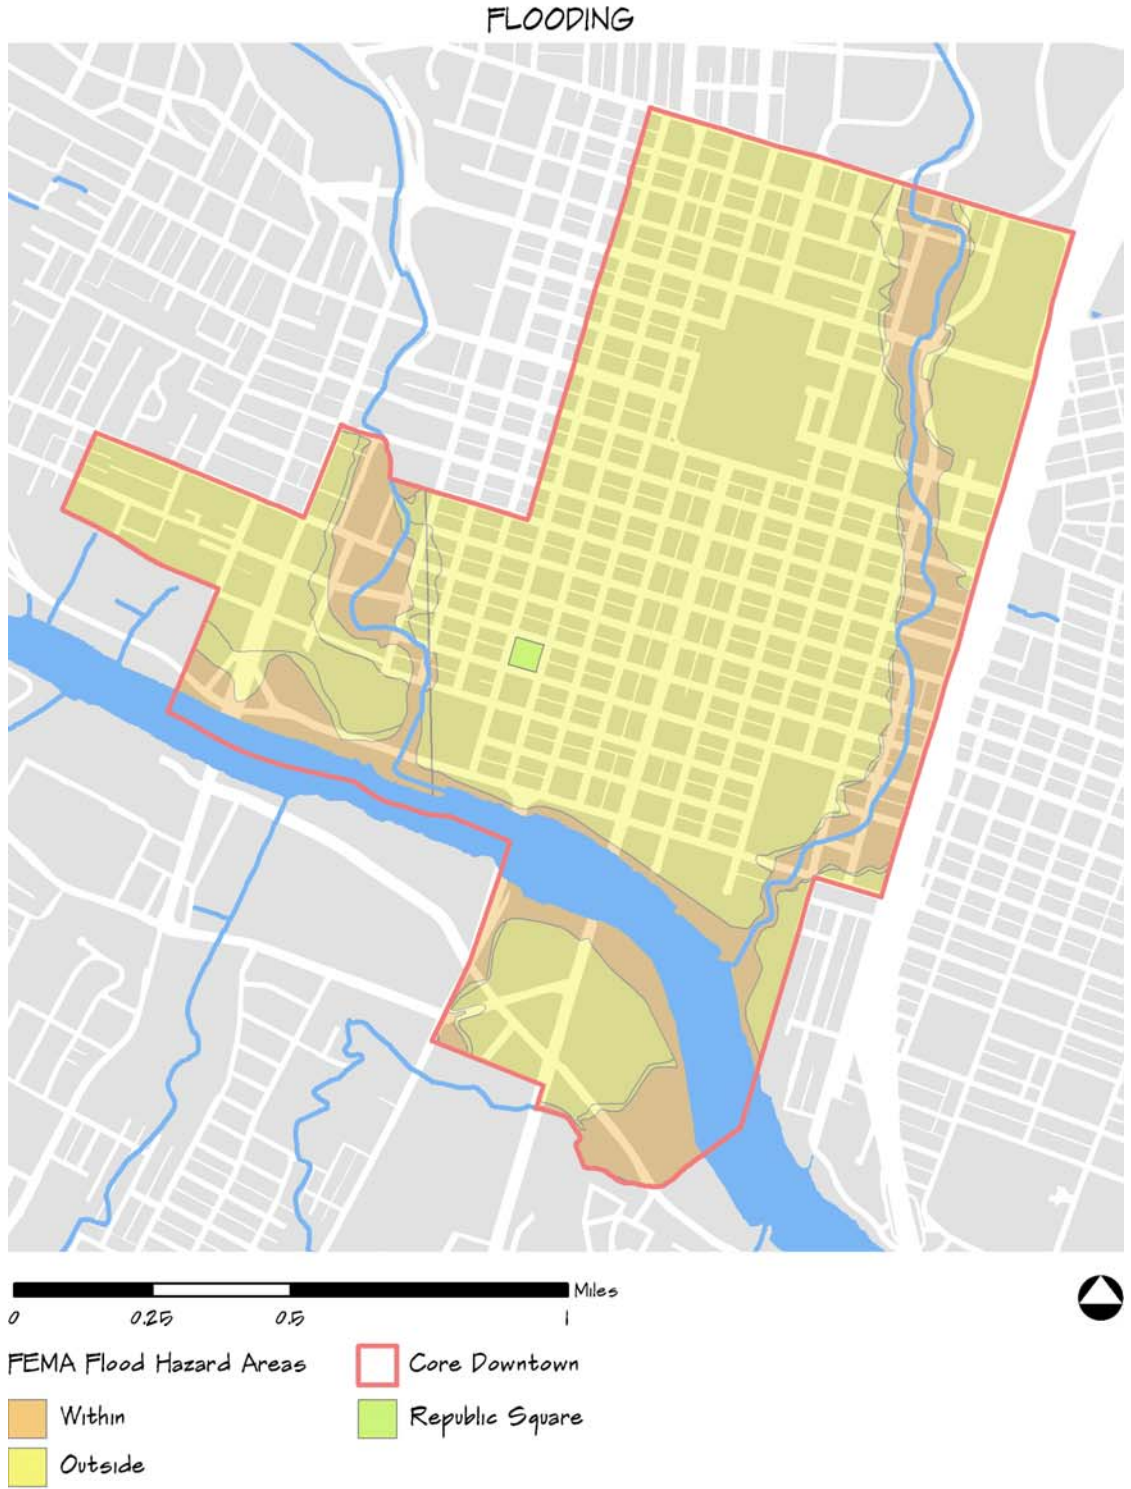 FLOODING
Miles
0 0.25 0.5 1
FEMA Flood Hazard Areas
Core Downtown
Within
Republic Square
Outside